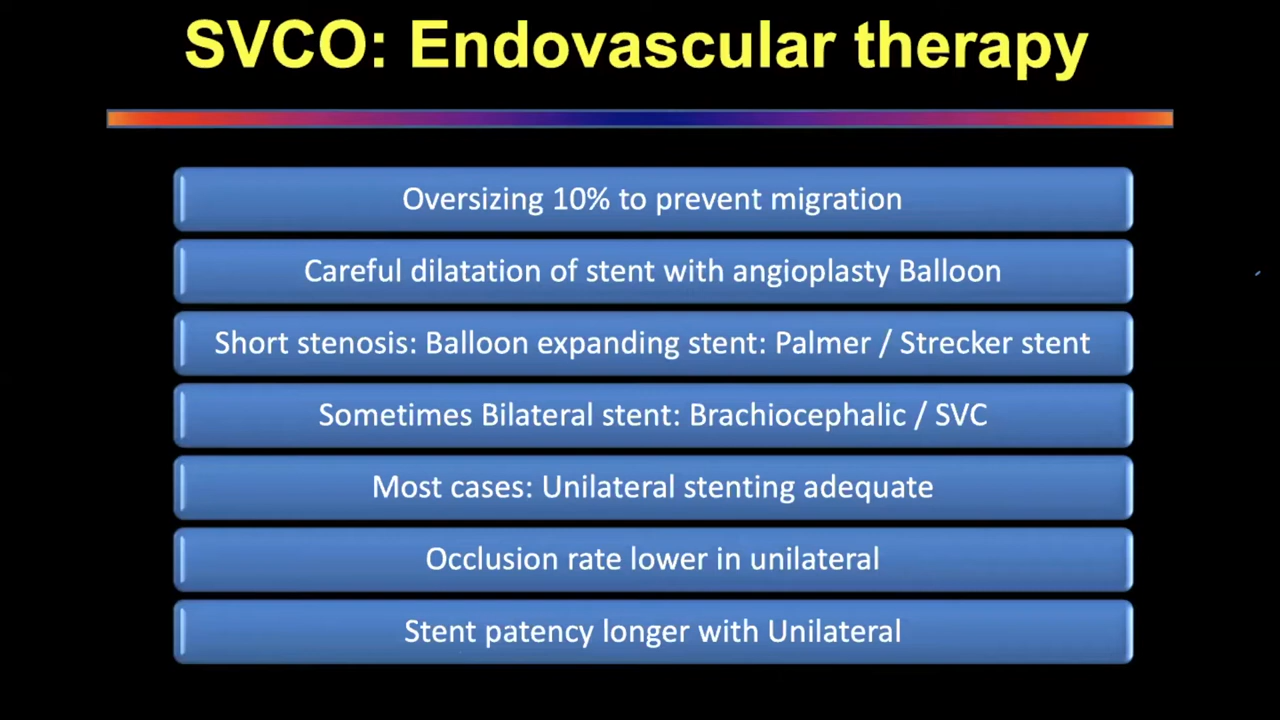 SVCO: Endovascular therapy
Oversizing 10% to prevent migration
Careful dilatation of stent with angioplasty Balloon
Short stenosis: Balloon expanding stent: Palmer / Strecker stent
Sometimes Bilateral stent: Brachiocephalic / SVC
Most cases: Unilateral stenting adequate
Occlusion rate lower in unilateral
Stent patency longer with Unilateral